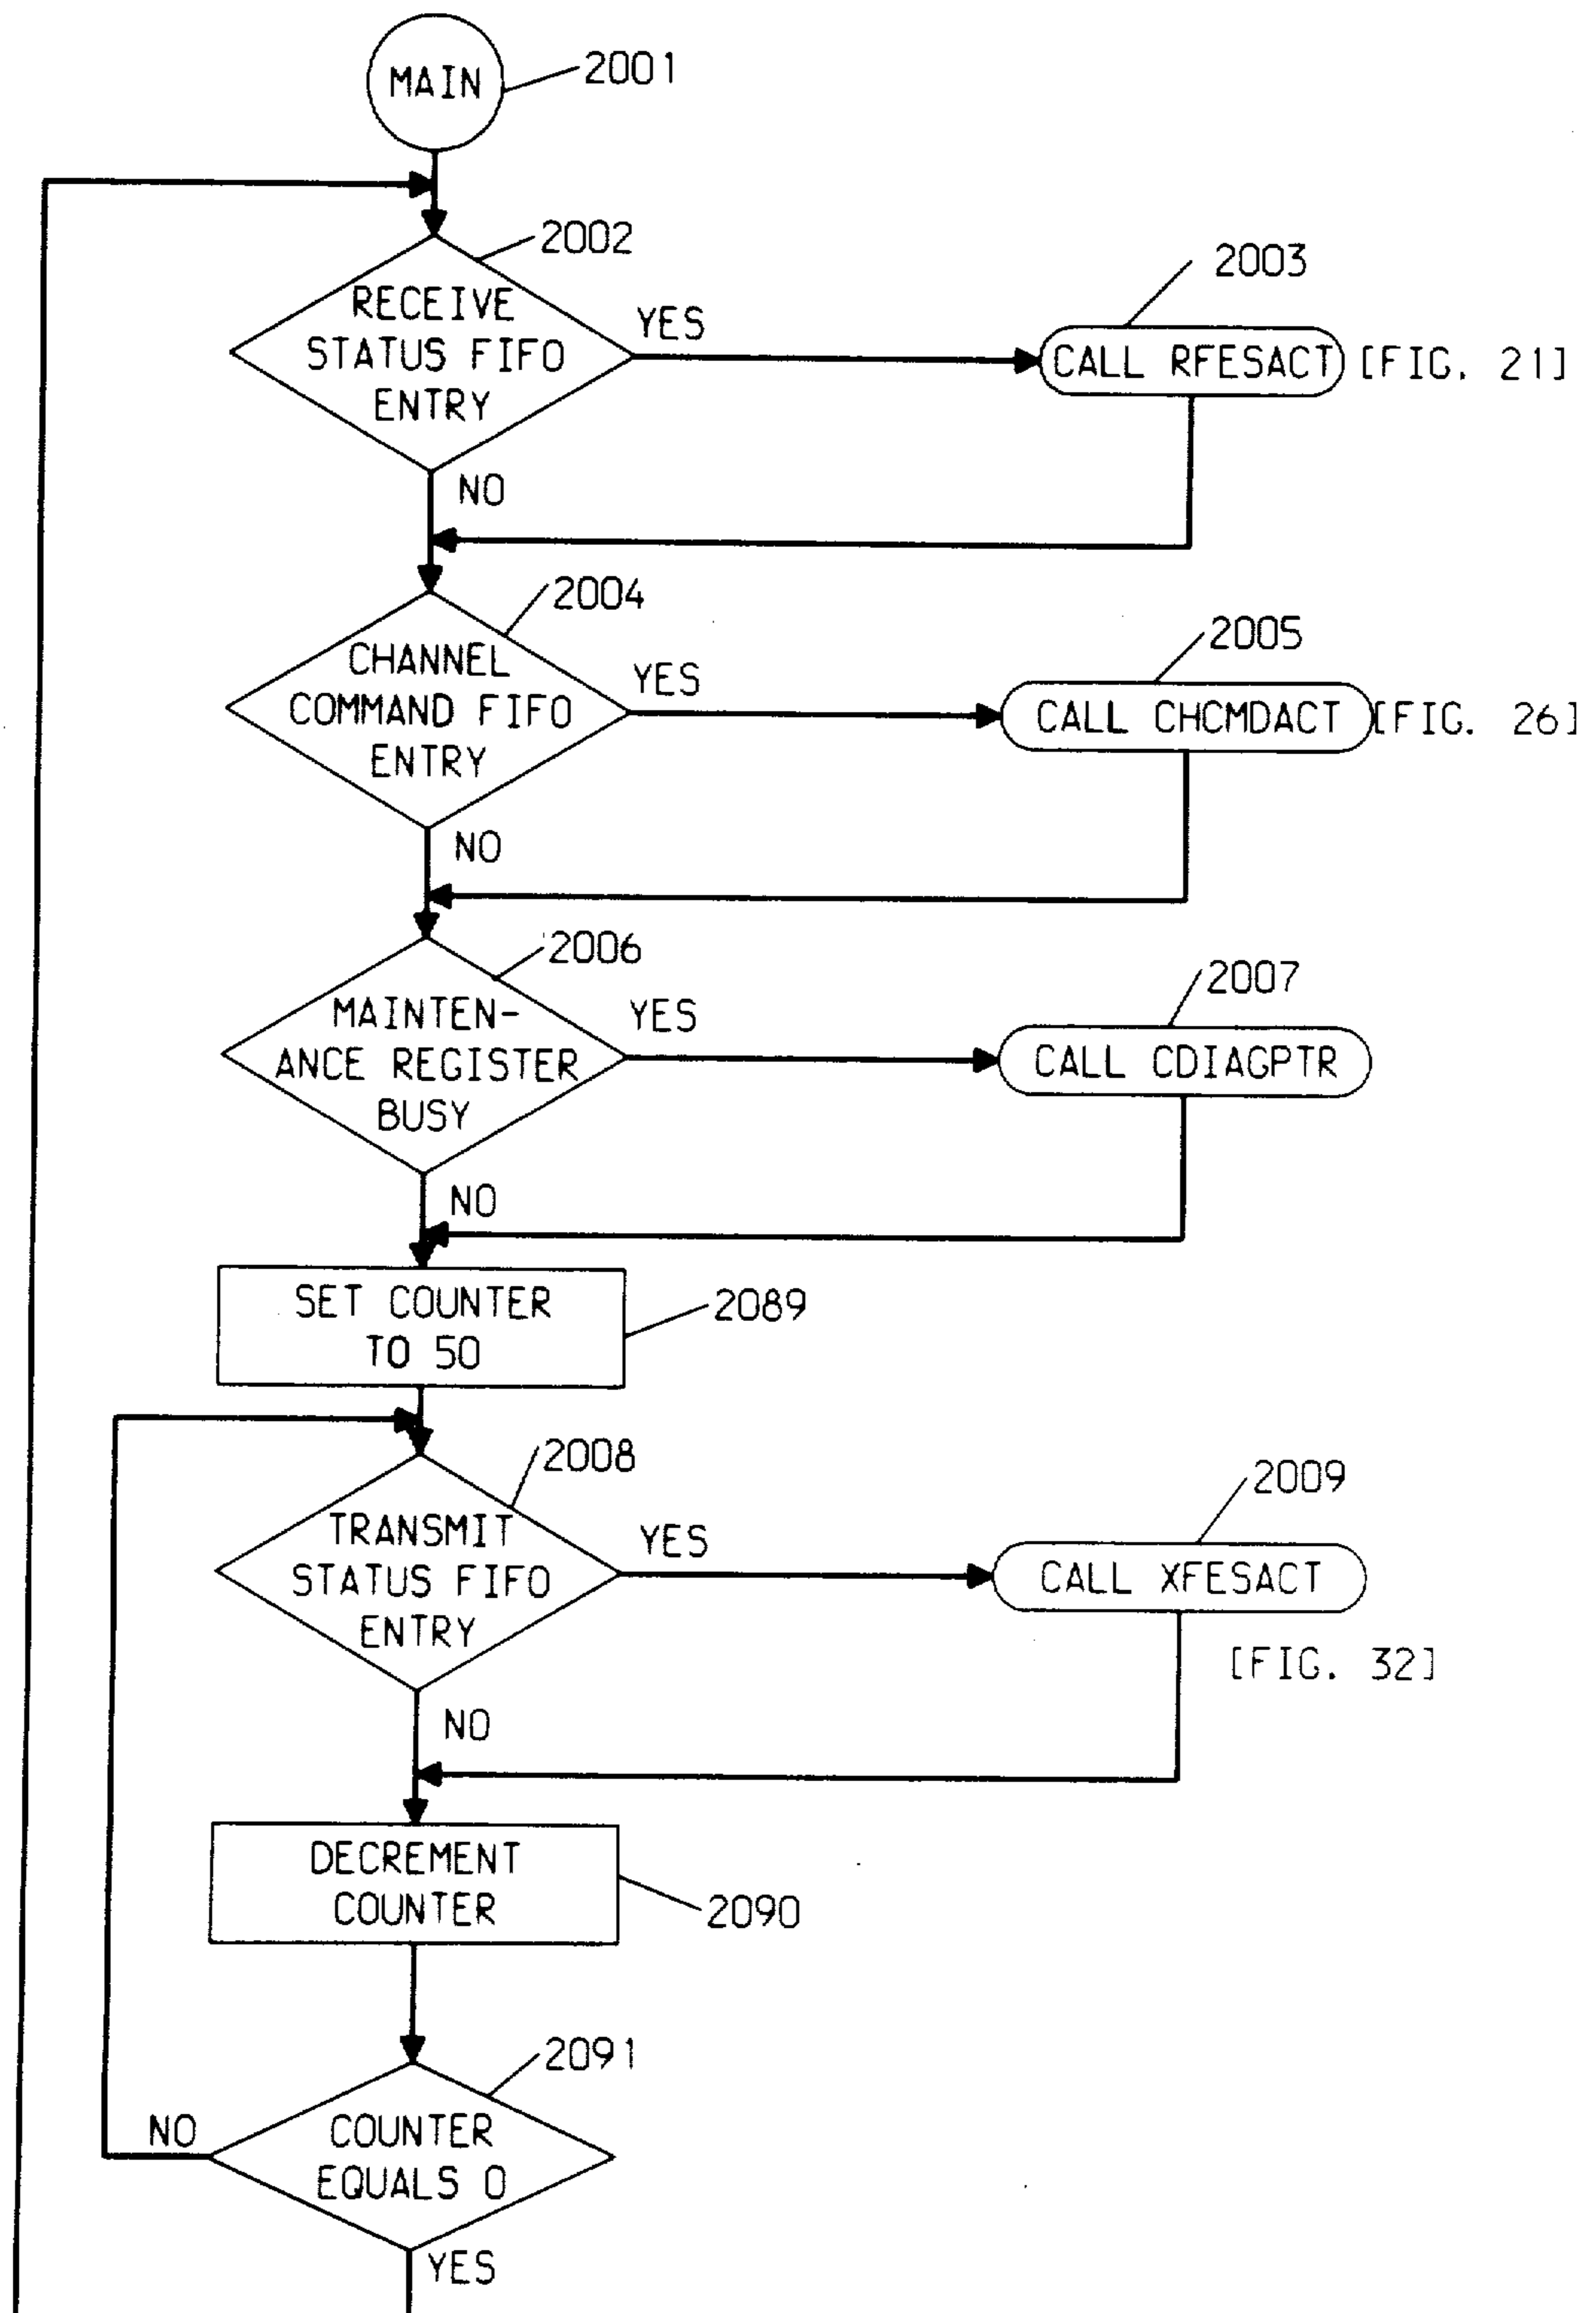 MAIN
2001
2002
RECEIVE
STATUS FIFO
ENTRY
YES
NO
2003
CALL RFESACT [FIG. 21]
2004
CHANNEL
COMMAND FIFO
ENTRY
YES
NO
2005
CALL CHCMDACT [FIG. 26]
2006
MAINTEN-
ANCE REGISTER
BUSY
YES
NO
2007
CALL CDIAGPTR
SET COUNTER
TO 50
2089
2008
TRANSMIT
STATUS FIFO
ENTRY
YES
NO
2009
CALL XFESACT
[FIG. 32]
DECREMENT
COUNTER
2090
2091
COUNTER
EQUALS 0
NO
YES